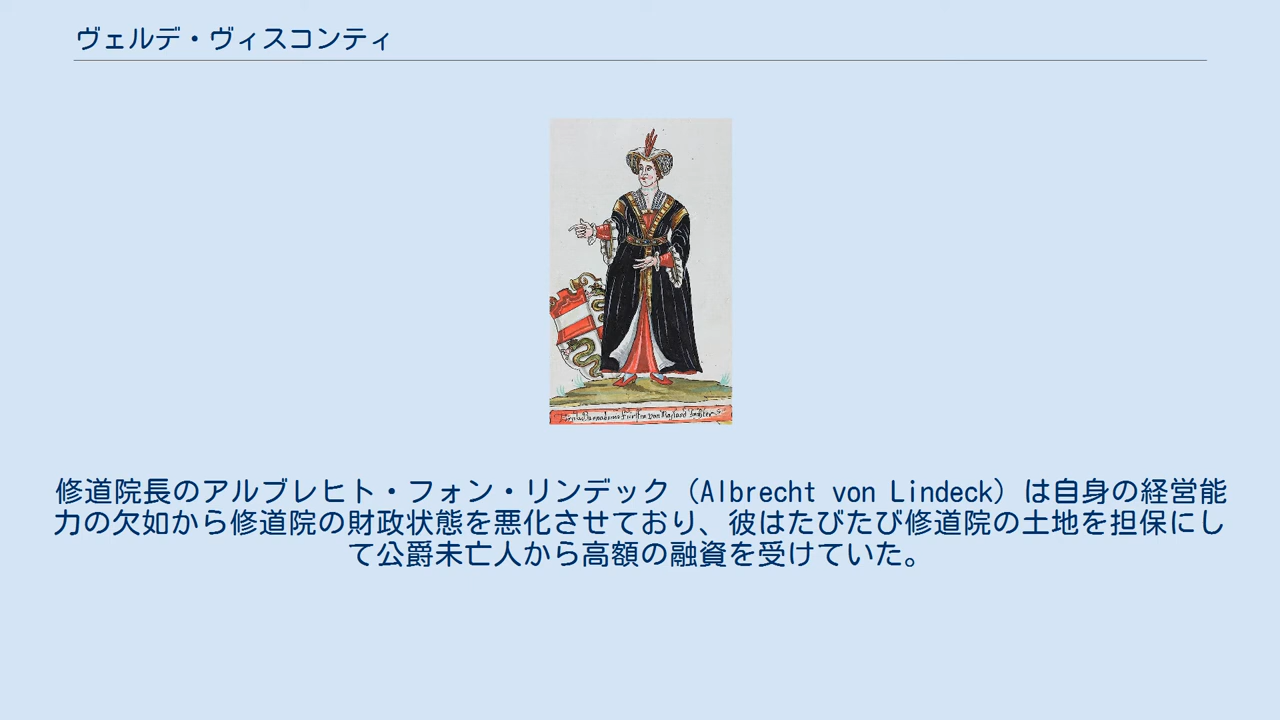 ヴェルデ・ヴィスコンティ
修道院長のアルブレヒト・フォン・リンデック（Albrecht von Lindeck）は自身の経営能
力の欠如から修道院の財政状態を悪化させており、彼はたびたび修道院の土地を担保にし
て公爵未亡人から高額の融資を受けていた。